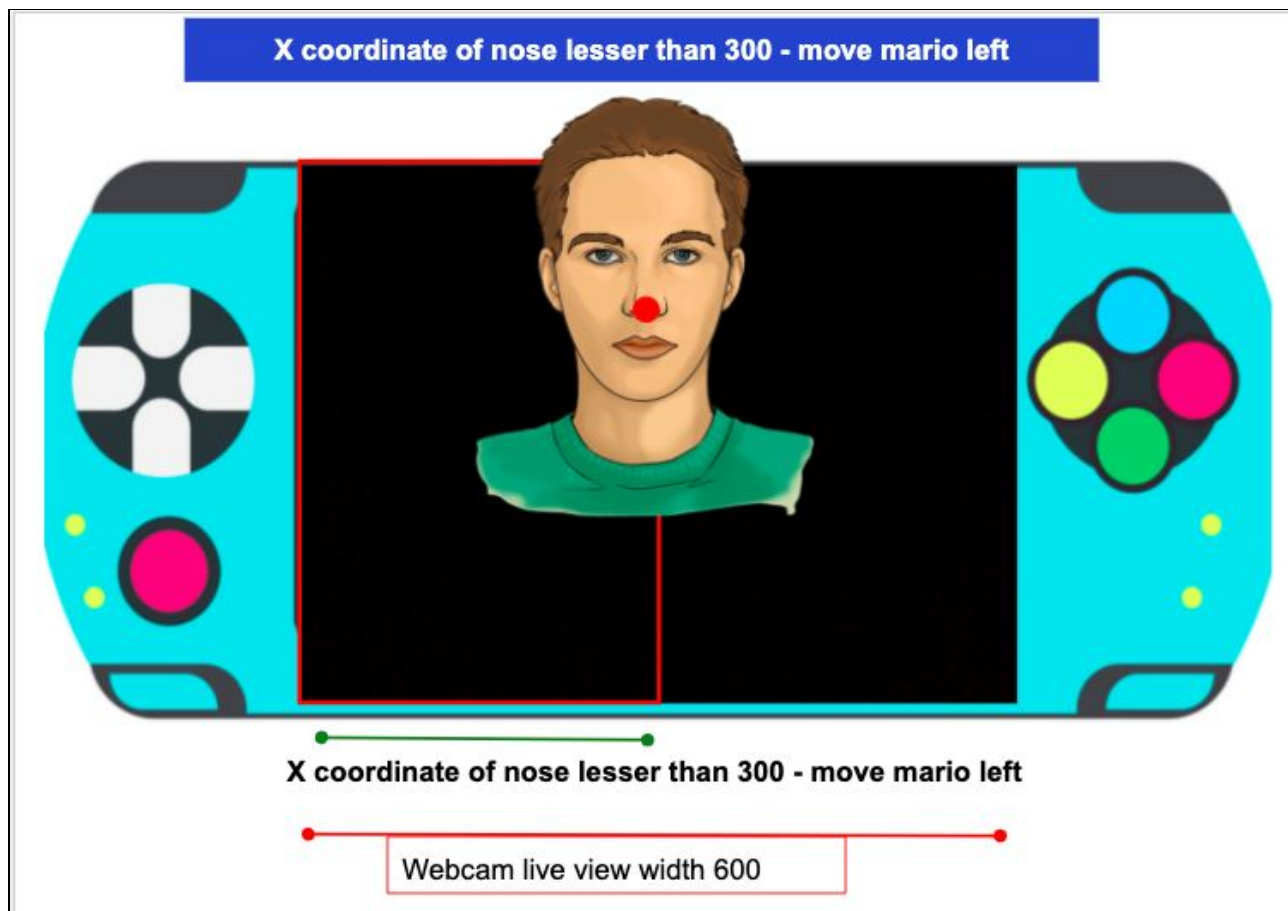 X coordinate of nose lesser than 300 - move mario left
X coordinate of nose lesser than 300 - move mario left
Webcam live view width 600